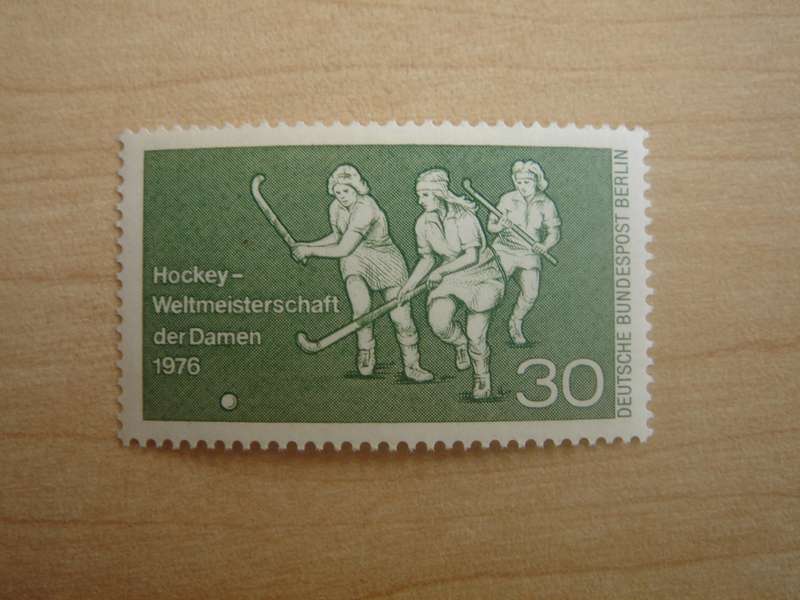 Hockey-
Weltmeisterschaft
der Damen
1976
30
DEUTSCHE BUNDESPOST BERLIN